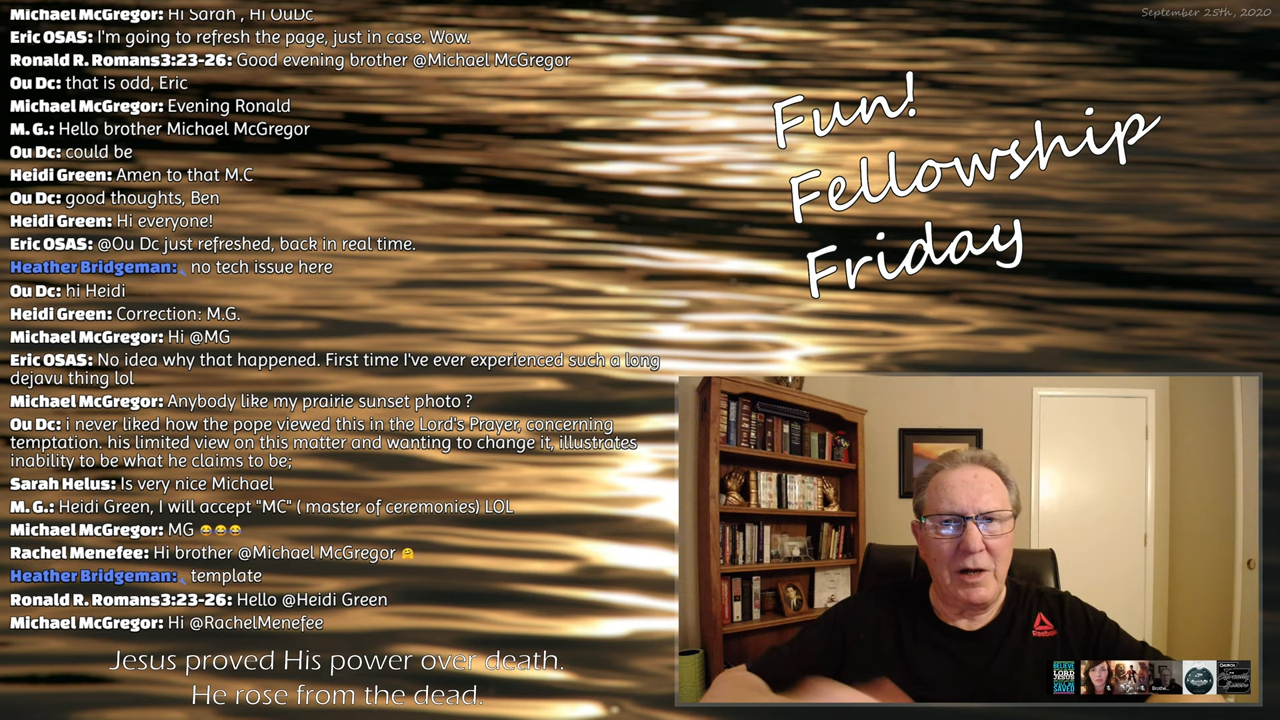 Michael McGregor: Hi Sarah , Hi OuDc
Eric OSAS: I'm going to refresh the page, just in case. Wow.
Ronald R. Romans3:23-26: Good evening brother @Michael McGregor
Ou Dc: that is odd, Eric
Michael McGregor: Evening Ronald
M. G.: Hello brother Michael McGregor
Ou Dc: could be
Heidi Green: Amen to that M.C
Ou Dc: good thoughts, Ben
Heidi Green: Hi everyone!
Eric OSAS: @Ou Dc just refreshed, back in real time.
Heather Bridgeman: no tech issue here
Ou Dc: hi Heidi
Heidi Green: Correction: M.G.
Michael McGregor: Hi @MG
Eric OSAS: No idea why that happened. First time I've ever experienced such a long
dejavu thing lol
Michael McGregor: Anybody like my prairie sunset photo ?
Ou Dc: i never liked how the pope viewed this in the Lord's Prayer, concerning
temptation. his limited view on this matter and wanting to change it, illustrates
inability to be what he claims to be;
Sarah Helus: Is very nice Michael
M. G.: Heidi Green, I will accept "MC" ( master of ceremonies) LOL
Michael McGregor: MG 😂😂😂
Rachel Menefee: Hi brother @Michael McGregor 🤗
Heather Bridgeman: template
Ronald R. Romans3:23-26: Hello @Heidi Green
Michael McGregor: Hi @RachelMenefee
Jesus proved His power over death.
He rose from the dead.
September 25th, 2020
Fun!
Fellowship
Friday
Reebok
BELIEVE
LORD
JESUS
SAVED
Brothe...
CHURCH